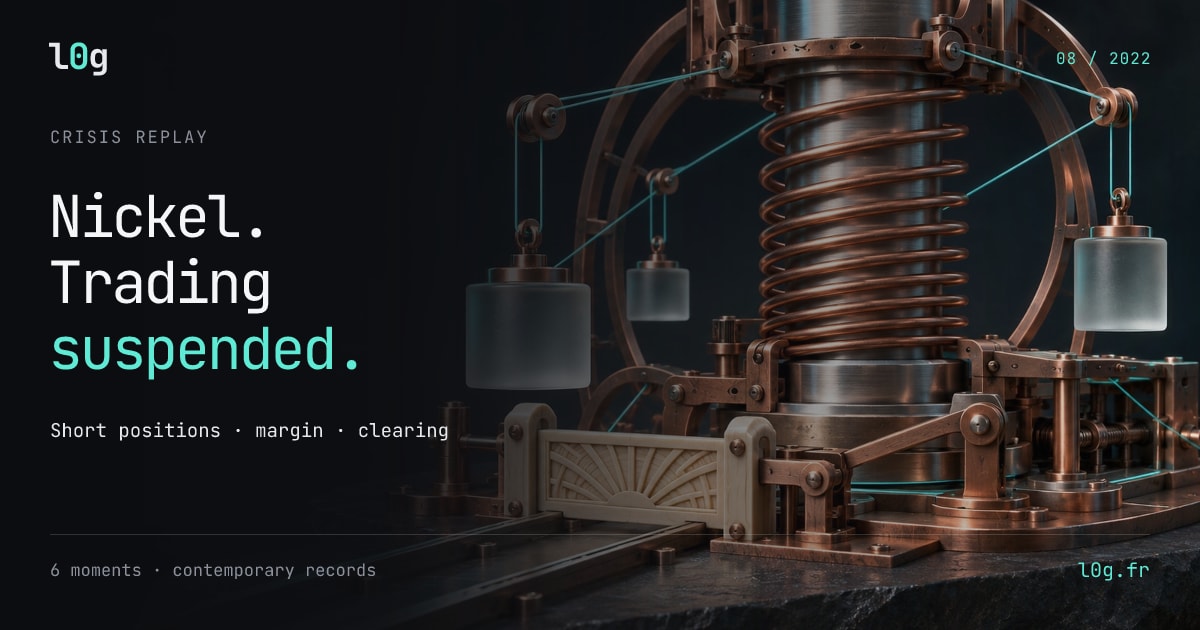 l0g
08 / 2022
CRISIS REPLAY
Nickel.
Trading
suspended.
Short positions · margin · clearing
6 moments · contemporary records
l0g.fr